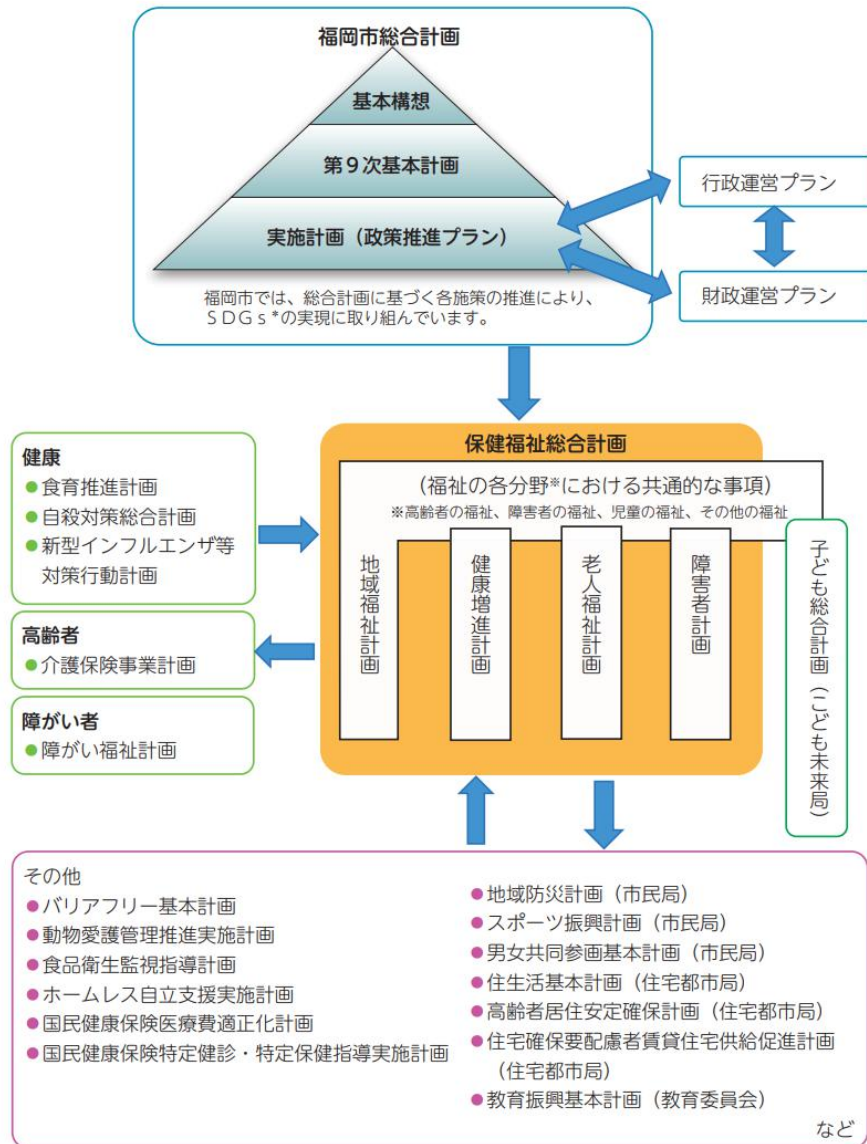 福岡市総合計画
基本構想
第９次基本計画
実施計画（政策推進プラン）
福岡市では、総合計画に基づく各施策の推進により、
ＳＤＧｓ*の実現に取り組んでいます。
行政運営プラン
財政運営プラン
健康
●食育推進計画
●自殺対策総合計画
●新型インフルエンザ等
対策行動計画
高齢者
●介護保険事業計画
障がい者
●障がい福祉計画
保健福祉総合計画
（福祉の各分野※における共通的な事項）
※高齢者の福祉、障害者の福祉、児童の福祉、その他の福祉
地域福祉計画
健康増進計画
老人福祉計画
障害者計画
子ども総合計画（こども未来局）
その他
●バリアフリー基本計画
●動物愛護管理推進実施計画
●食品衛生監視指導計画
●ホームレス自立支援実施計画
●国民健康保険医療費適正化計画
●国民健康保険特定健診・特定保健指導実施計画
●地域防災計画（市民局）
●スポーツ振興計画（市民局）
●男女共同参画基本計画（市民局）
●住生活基本計画（住宅都市局）
●高齢者居住安定確保計画（住宅都市局）
●住宅確保要配慮者賃貸住宅供給促進計画
（住宅都市局）
●教育振興基本計画（教育委員会）
など